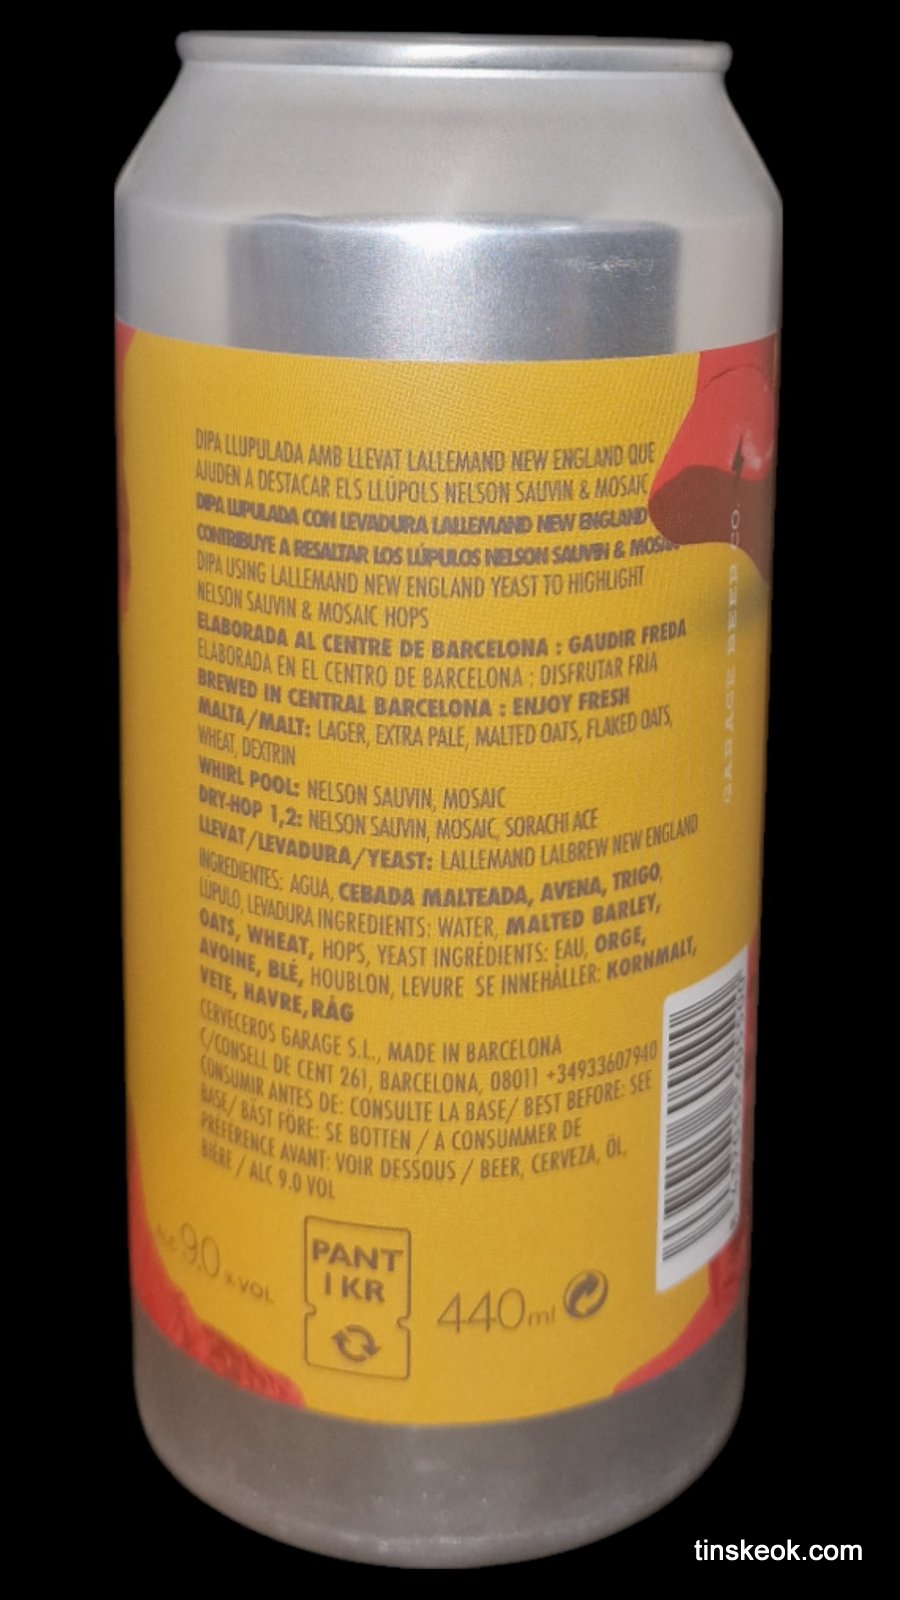 DIPA LLUPULADA AMB LLEVAT LALLEMAND NEW ENGLAND QUE
AJUDEN A DESTACAR ELS LLÚPOLS NELSON SAUVIN & MOSAIC
DIPA LUPULADA CON LEVADURA LALLEMAND NEW ENGLAND
CONTRIBUYE A RESALTAR LOS LÚPULOS NELSON SAUVIN & MOSAIC
DIPA USING LALLEMAND NEW ENGLAND YEAST TO HIGHLIGHT
NELSON SAUVIN & MOSAIC HOPS
ELABORADA AL CENTRE DE BARCELONA : GAUDIR FREDA
ELABORADA EN EL CENTRO DE BARCELONA : DISFRUTAR FRÍA
BREWED IN CENTRAL BARCELONA : ENJOY FRESH
MALTA/MALT: LAGER, EXTRA PALE, MALTED OATS, FLAKED OATS,
WHEAT, DEXTRIN
WHIRL POOL: NELSON SAUVIN, MOSAIC
DRY-HOP 1,2: NELSON SAUVIN, MOSAIC, SORACHI ACE
LLEVAT/LEVADURA/YEAST: LALLEMAND LALBREW NEW ENGLAND
INGREDIENTES: AGUA, CEBADA MALTEADA, AVENA, TRIGO,
LÚPULO, LEVADURA INGREDIENTS: WATER, MALTED BARLEY,
OATS, WHEAT, HOPS, YEAST INGRÉDIENTS: EAU, ORGE,
AVOINE, BLÉ, HOUBLON, LEVURE SE INNEHÅLLER: KORNMALT,
VETE, HAVRE, RÅG
CERVECEROS GARAGE S.L., MADE IN BARCELONA
C/CONSELL DE CENT 261, BARCELONA, 08011 +34933607940
CONSUMIR ANTES DE: CONSULTE LA BASE/ BEST BEFORE: SEE
BASE/ BÄST FÖRE: SE BOTTEN / A CONSUMMER DE
PRÉFÉRENCE AVANT: VOIR DESSOUS / BEER, CERVEZA, ÖL,
BIÈRE / ALC 9.0 VOL
ALC 9.0 %VOL
PANT
1 KR
440ml
GARAGE BEER CO.
tinskeok.com